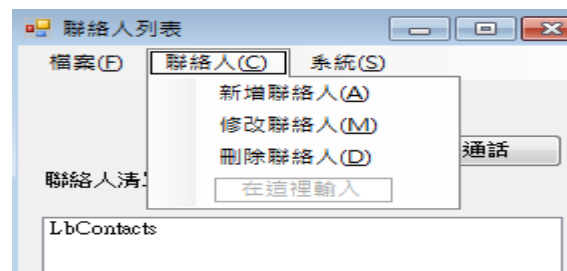 聯絡人列表
檔案(F) 聯絡人(C) 系統(S)
新增聯絡人(A)
修改聯絡人(M)
刪除聯絡人(D)
通話
聯絡人清
在這裡輸入
LbContacts